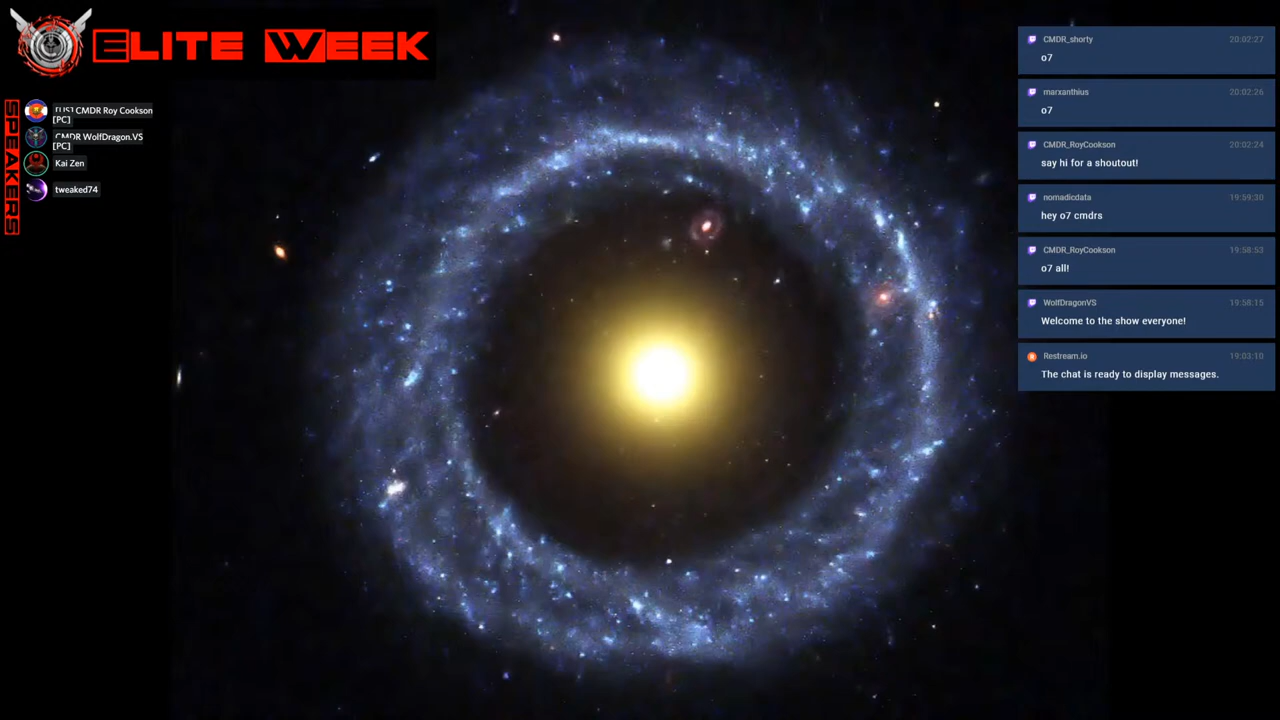 ELITE WEEK
SPEAKERS
[US] CMDR Roy Cookson
[PC]
CMDR WolfDragon.VS
[PC]
Kai Zen
tweaked74
CMDR_shorty 20:02:27
o7
marxanthius 20:02:26
o7
CMDR_RoyCookson 20:02:24
say hi for a shoutout!
nomadicdata 19:59:30
hey o7 cmdrs
CMDR_RoyCookson 19:58:53
o7 all!
WolfDragonVS 19:58:15
Welcome to the show everyone!
Restream.io 19:03:10
The chat is ready to display messages.